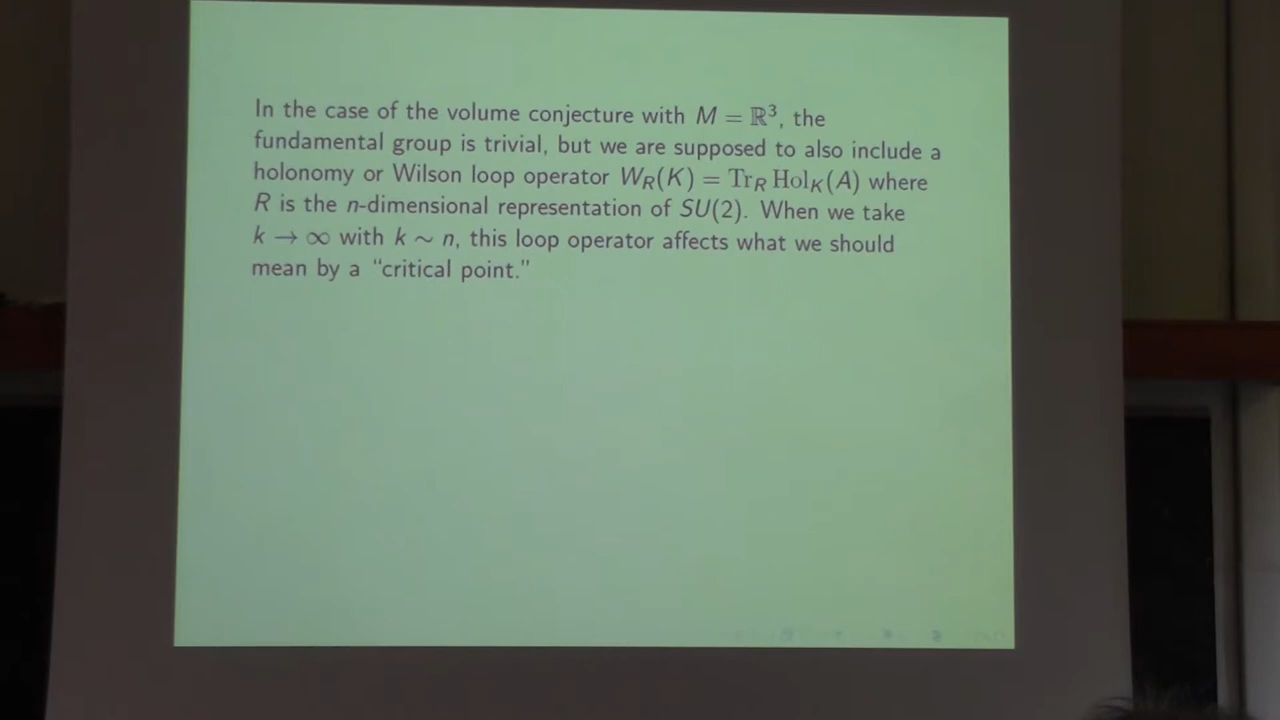 In the case of the volume conjecture with M = ℝ³, the
fundamental group is trivial, but we are supposed to also include a
holonomy or Wilson loop operator W_R(K) = Tr_R Hol_K(A) where
R is the n-dimensional representation of SU(2). When we take
k → ∞ with k ∼ n, this loop operator affects what we should
mean by a “critical point.”